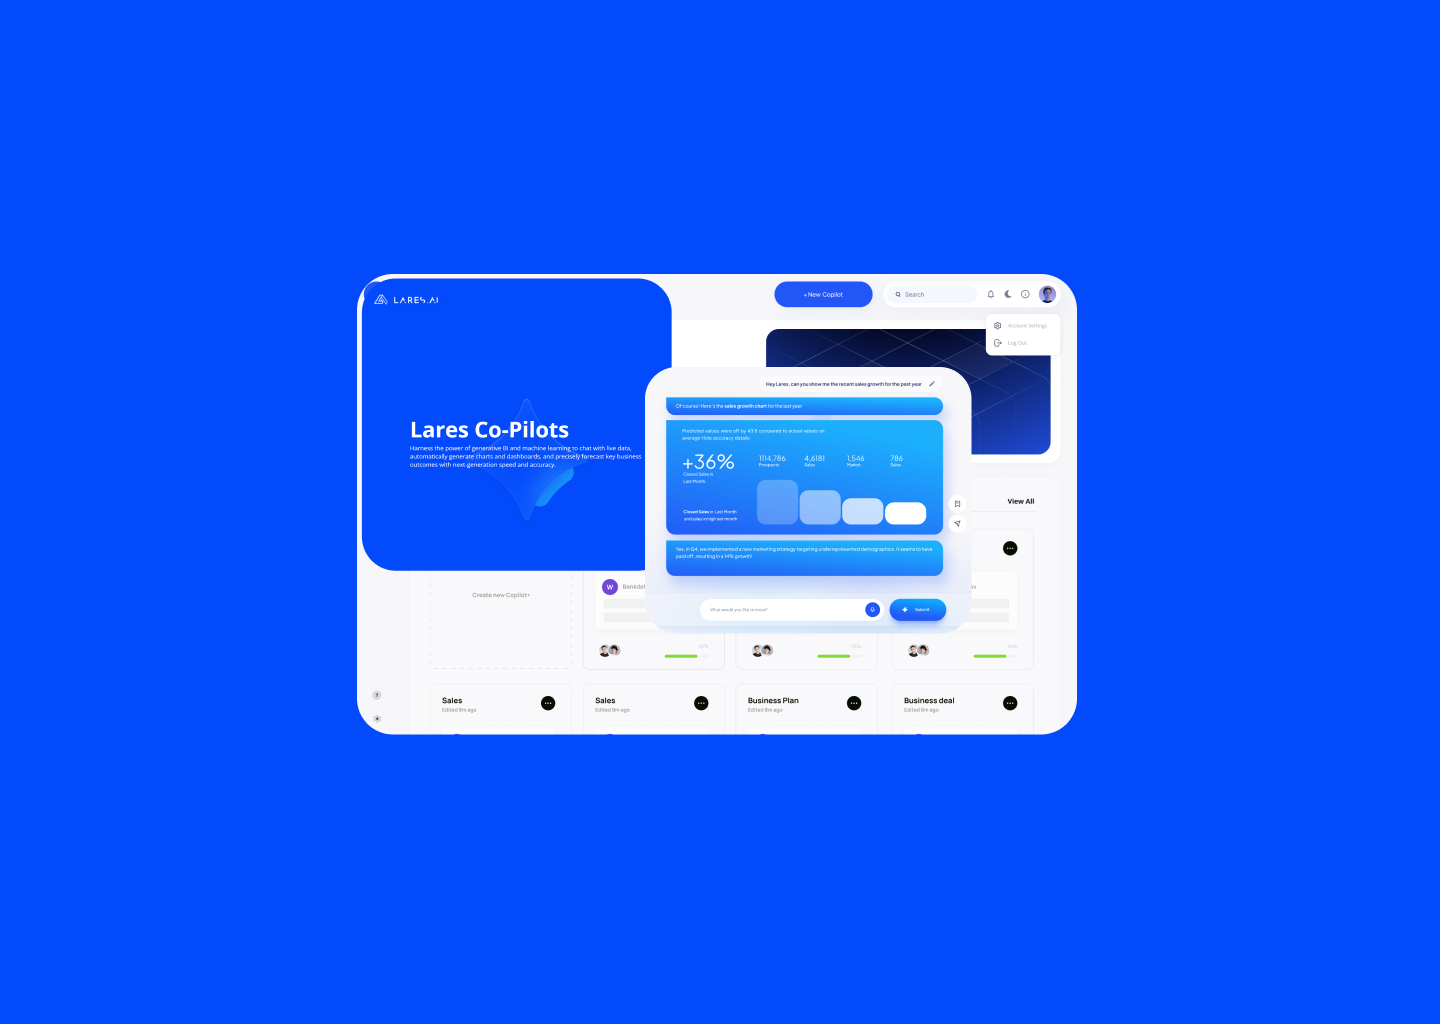 LARES.AI
+ New Copilot
Search
Account Settings
Log Out
Lares Co-Pilots
Harness the power of generative BI and machine learning to chat with live data,
automatically generate charts and dashboards, and precisely forecast key business
outcomes with next-generation speed and accuracy.
Hey Lares, can you show me the recent sales growth for the past year
Of course! Here's the sales growth chart for the last year
Predicted values were off by 43.6 compared to actual values on
average Hide accuracy details
+36%
Closed Sales in
Last Month.
1114,786
Prospects
4,6181
Sales
1,546
Market
786
Sales
Closed Sales in Last Month
and sales in high last month
Yes, in Q4, we implemented a new marketing strategy targeting underrepresented demographics. It seems to have
paid off, resulting in a 14% growth!
What would you like to know?
Submit
View All
Create new Copilot+
W
Bankdef
av
Sales
Edited 8m ago
Sales
Edited 8m ago
Business Plan
Edited 8m ago
Business deal
Edited 8m ago
?